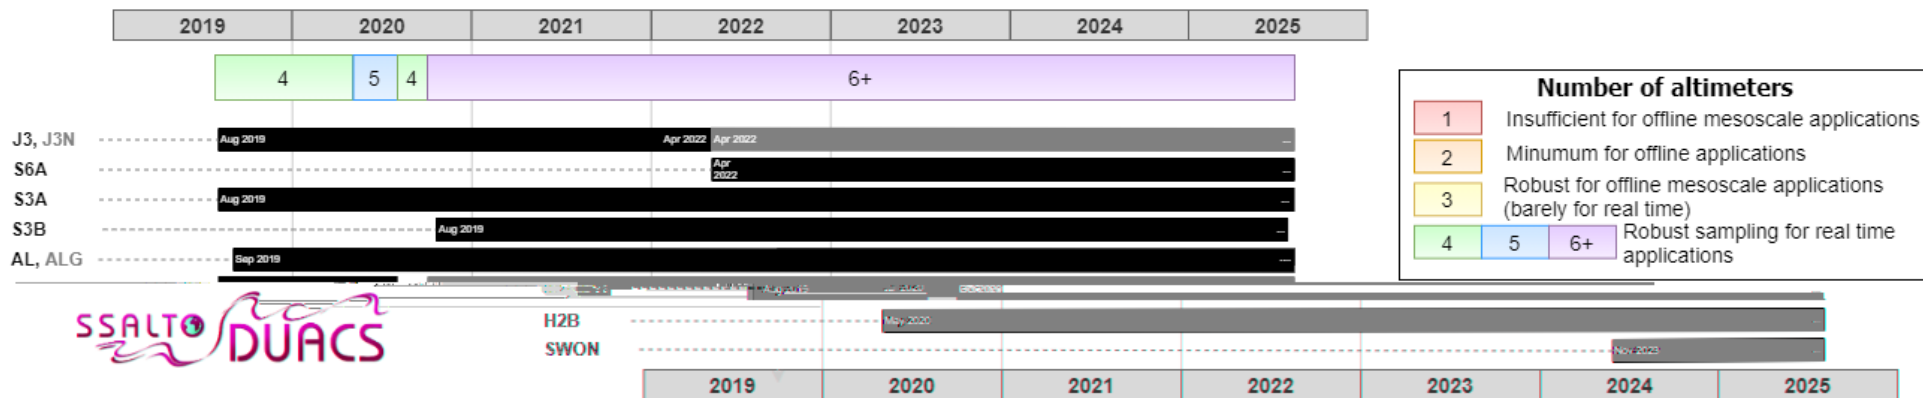 2019 2020 2021 2022 2023 2024 2025
4 5 4 6+
J3, J3N Aug 2019 Apr 2022 Apr 2022 ...
S6A Apr
2022 ...
S3A Aug 2019 ...
S3B Aug 2019 ...
AL, ALG Sep 2019 ...
Number of altimeters
1 Insufficient for offline mesoscale applications
2 Minumum for offline applications
3 Robust for offline mesoscale applications
(barely for real time)
4 5 6+ Robust sampling for real time
applications
SSALTO DUACS
H2B May 2020 ...
SWON Nov 2023 ...
2019 2020 2021 2022 2023 2024 2025